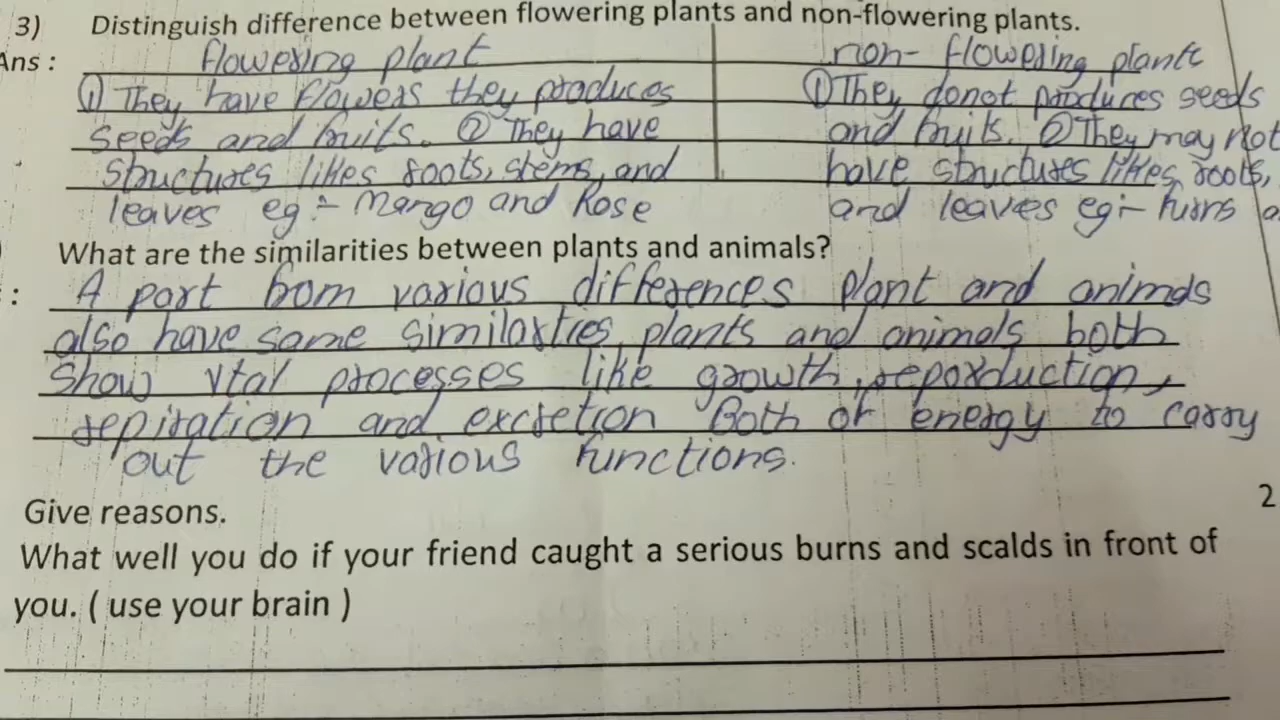 3) Distinguish difference between flowering plants and non-flowering plants.
Ans : flowering plant non- flowering plants
① They have flowers they produces ① They donot produces seeds
seeds and fruits. ② They have and fruits. ② They may not
structures likes roots, stems, and have structures likes roots,
leaves eg :- Mango and Rose and leaves eg :- furns a
What are the similarities between plants and animals?
: A part from various differences plant and animals
also have same similarties, plants and animals both
show vtal processes like growth, reporduction,
repiration and excretion Both of energy to carry
out the various functions.
Give reasons. 2
What well you do if your friend caught a serious burns and scalds in front of
you. ( use your brain )